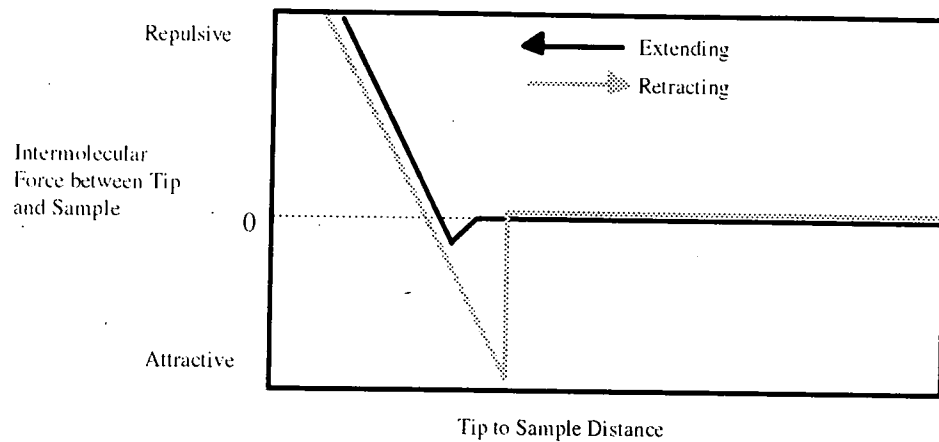 Repulsive
Extending
Retracting
Intermolecular
Force between Tip
and Sample
0
Attractive
Tip to Sample Distance